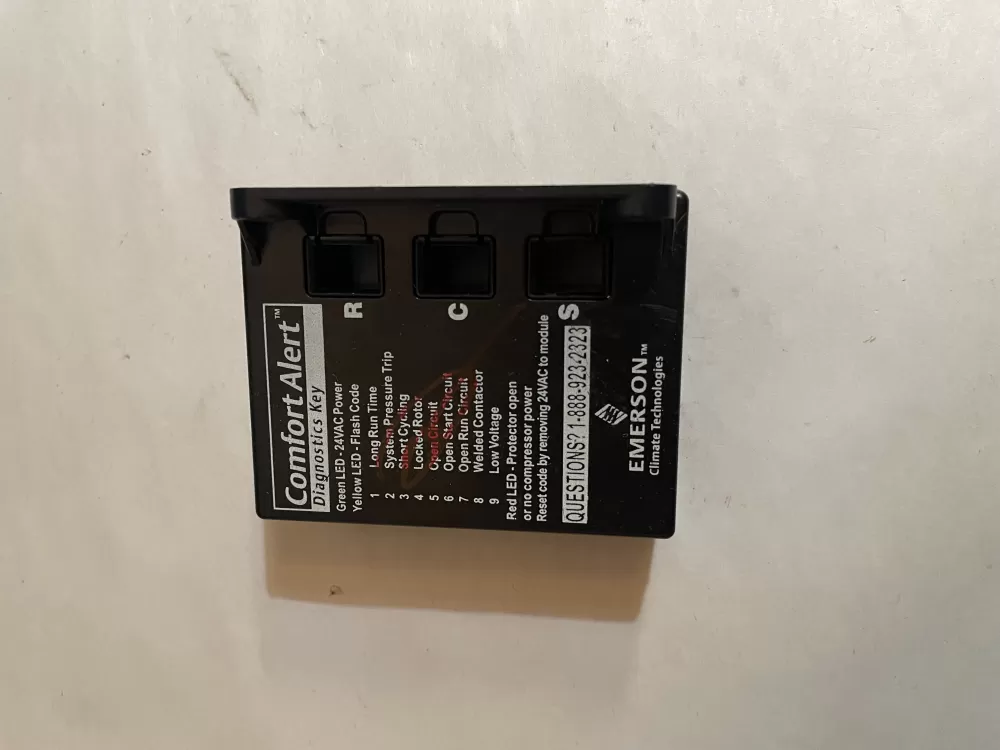 Comfort Alert™
Diagnostics Key
Green LED - 24VAC Power
Yellow LED - Flash Code
1 Long Run Time
2 System Pressure Trip
3 Short Cycling
4 Locked Rotor
5 Open Circuit
6 Open Start Circuit
7 Open Run Circuit
8 Welded Contactor
9 Low Voltage
Red LED - Protector open
or no compressor power
Reset code by removing 24VAC to module
QUESTIONS? 1-888-923-2323
EMERSON™
Climate Technologies
R
C
S